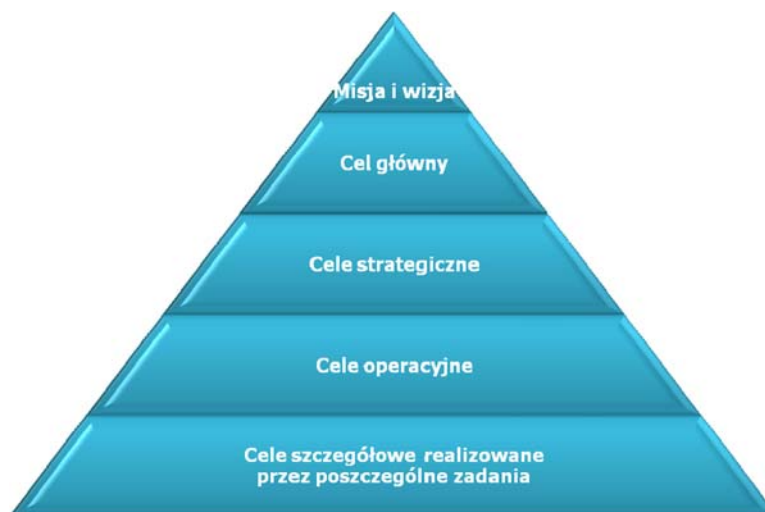 Misja i wizja
Cel główny
Cele strategiczne
Cele operacyjne
Cele szczegółowe realizowane
przez poszczególne zadania